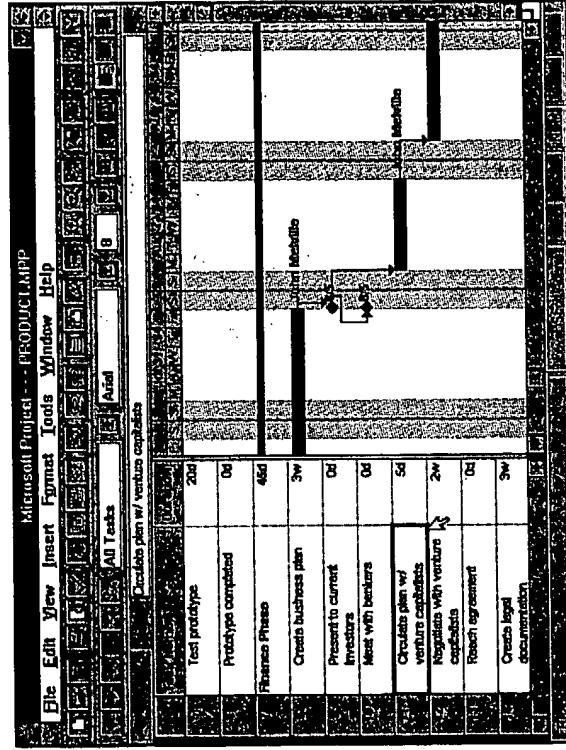 Microsoft Project --- PRODUCT.MPP
File Edit View Insert Format Tools Window Help
All Tasks Arial 8
Circulate plan w/ venture capitalists
Test prototype 20d
Prototype completed 0d
Finance Phase 46d
Create business plan 3w
Present to current
investors 0d
Meet with bankers 0d
Circulate plan w/
venture capitalists 5d
Negotiate with venture
capitalists 2w
Reach agreement 0d
Create legal
documentation 3w
Melville
Melville